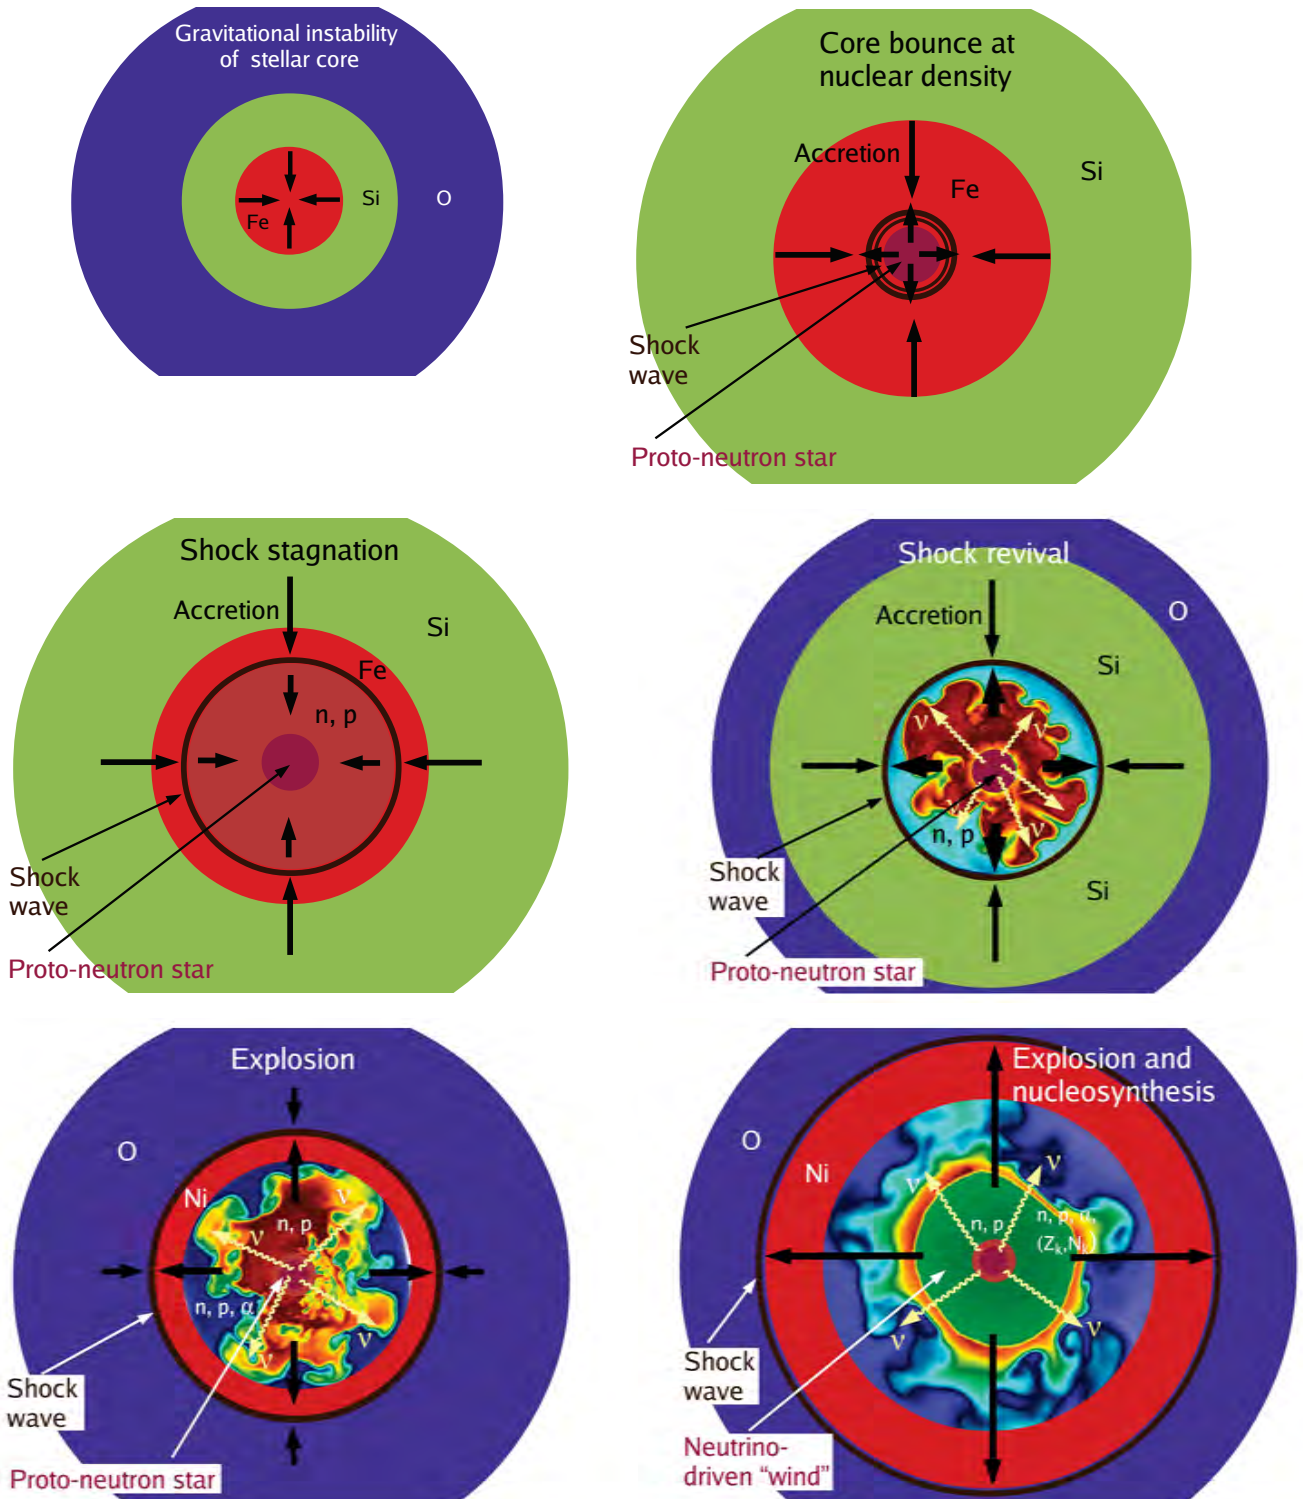 Gravitational instability
of stellar core
Si
O
Fe
Core bounce at
nuclear density
Accretion
Fe
Si
Shock
wave
Proto-neutron star
Shock stagnation
Accretion
Si
Fe
n, p
Shock
wave
Proto-neutron star
Shock revival
O
Accretion
Si
ν
ν
ν
ν
n, p
Shock
wave
Si
Proto-neutron star
Explosion
O
Ni
ν
n, p
ν
n, p, α
ν
ν
Shock
wave
Proto-neutron star
Explosion and
nucleosynthesis
O
Ni
ν
ν
n, p
n, p, α,
(Zk,Nk)
ν
ν
Shock
wave
Neutrino-
driven “wind”